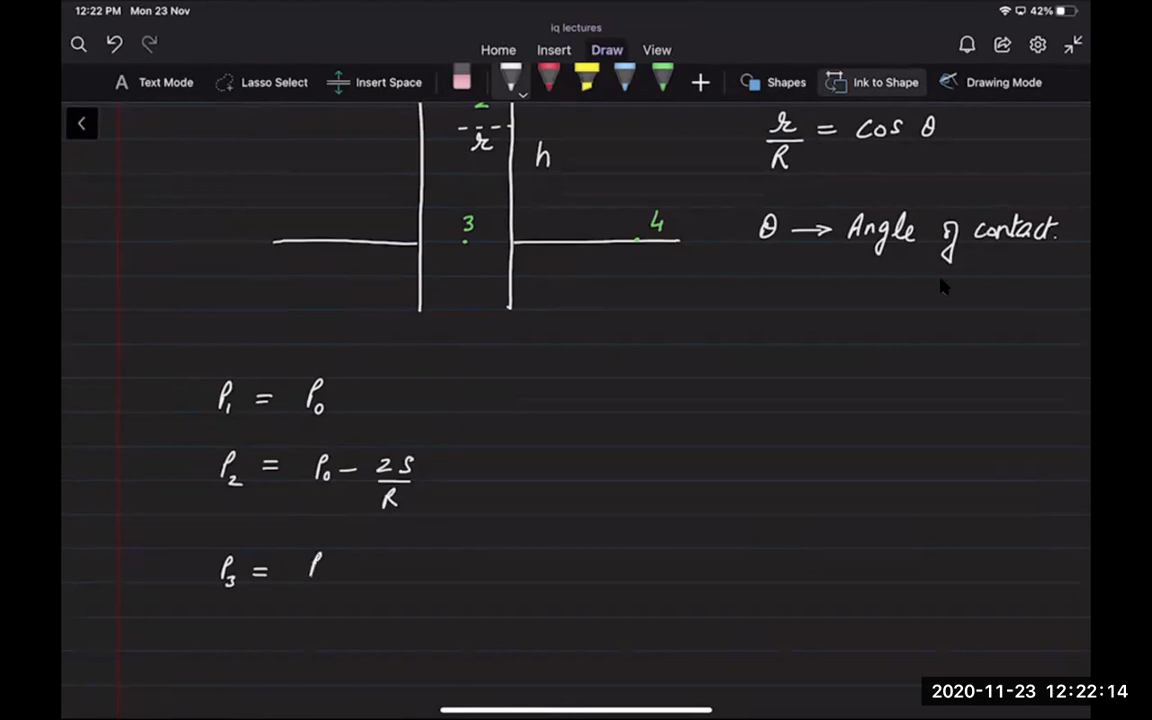 12:22 PM Mon 23 Nov
42%
iq lectures
Home Insert Draw View
Text Mode Lasso Select Insert Space Shapes Ink to Shape Drawing Mode
2
r
h
r/R = cos θ
3
4
θ → Angle of contact.
P₁ = P₀
P₂ = P₀ - 2S/R
P₃ = P
2020-11-23 12:22:14